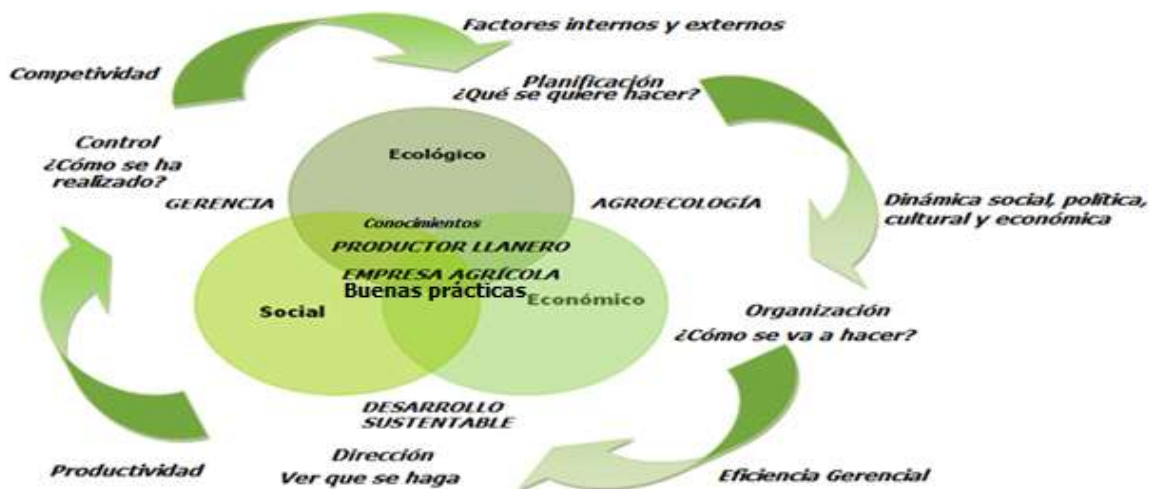 Factores internos y externos
Competividad
Planificación
¿Qué se quiere hacer?
Control
¿Cómo se ha
realizado?
Ecológico
GERENCIA
AGROECOLOGÍA
Dinámica social, política,
cultural y económica
Conocimientos
PRODUCTOR LLANERO
EMPRESA AGRÍCOLA
Buenas prácticas
Económico
Social
Organización
¿Cómo se va a hacer?
DESARROLLO
SUSTENTABLE
Dirección
Ver que se haga
Productividad
Eficiencia Gerencial